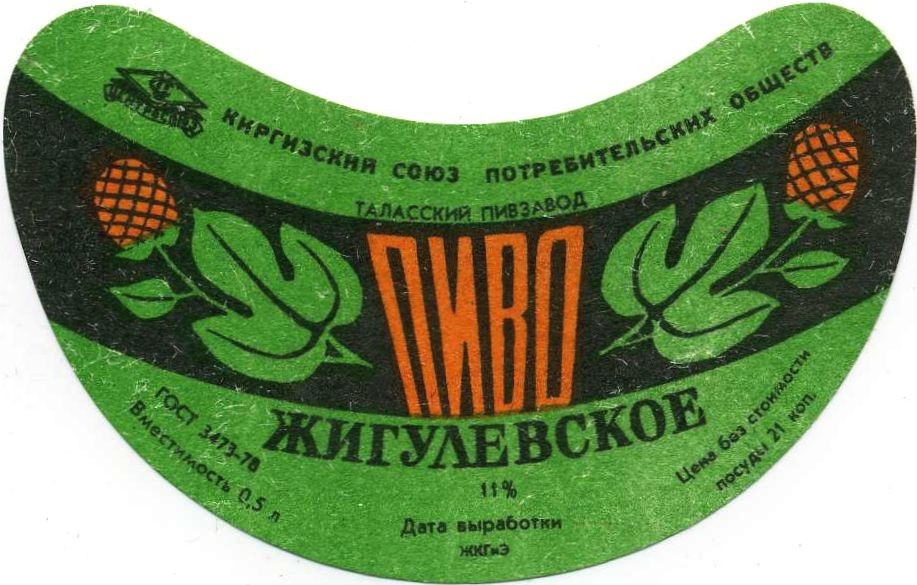 КИРГИЗСКИЙ СОЮЗ ПОТРЕБИТЕЛЬСКИХ ОБЩЕСТВ
ТАЛАССКИЙ ПИВЗАВОД
ПИВО
ЖИГУЛЕВСКОЕ
11%
Дата выработки
ЖКГиЭ
ГОСТ 3473-78
Вместимость 0,5 л
Цена без стоимости
посуды 21 коп.